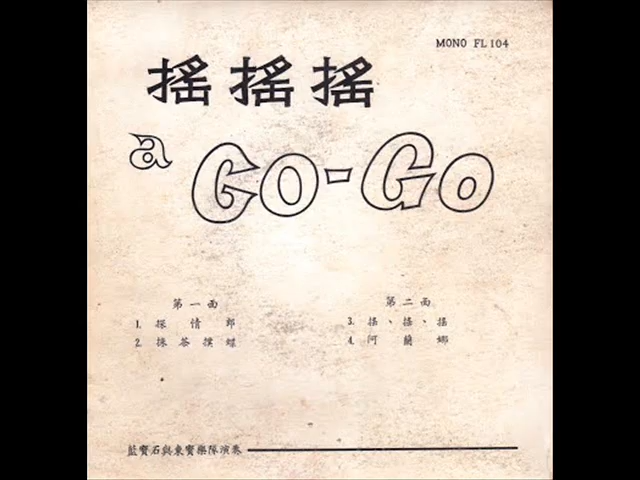 MONO FL 104
搖搖搖
a Go-Go
第一面
1. 探情郎
2. 採茶撲蝶
第二面
3. 搖、搖、搖
4. 阿蘭娜
藍寶石與東寶樂隊演奏